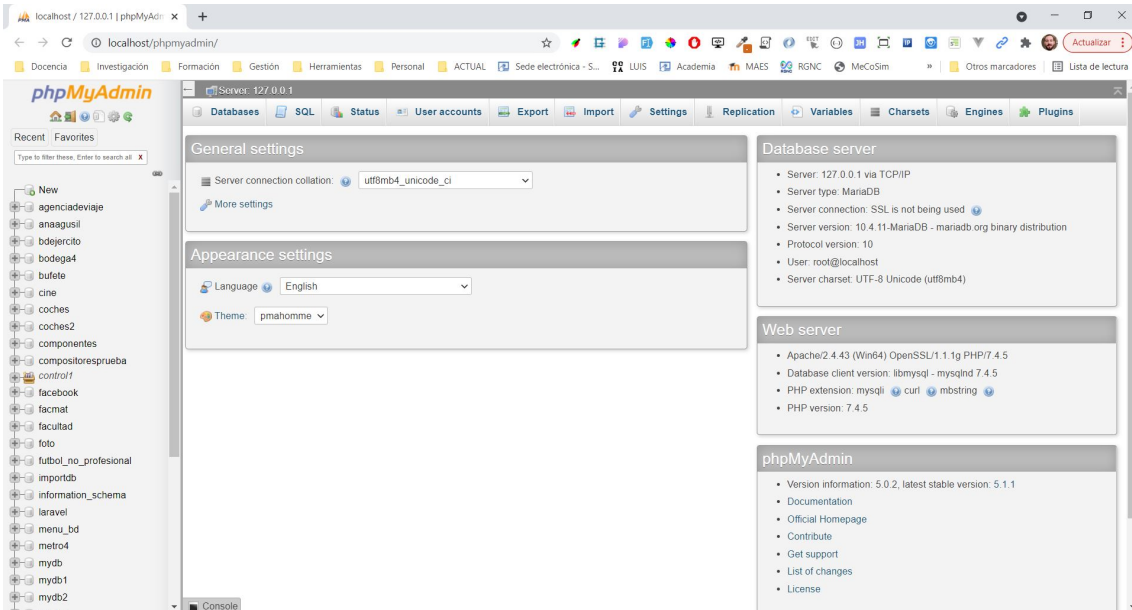 localhost / 127.0.0.1 | phpMyAdn
localhost/phpmyadmin/
Actualizar
Docencia Investigación Formación Gestión Herramientas Personal ACTUAL Sede electrónica - S... LUIS Academia MAES RGNC MeCoSim » Otros marcadores Lista de lectura
phpMyAdmin
Recent Favorites
Type to filter these, Enter to search all X
New
agenciadeviaje
anaagusil
bdejercito
bodega4
bufete
cine
coches
coches2
componentes
compositoresprueba
control1
facebook
facmat
facultad
foto
futbol_no_profesional
importdb
information_schema
laravel
menu_bd
metro4
mydb
mydb1
mydb2
Server: 127.0.0.1
Databases SQL Status User accounts Export Import Settings Replication Variables Charsets Engines Plugins
General settings
Server connection collation: utf8mb4_unicode_ci
More settings
Appearance settings
Language English
Theme: pmahomme
Console
Database server
• Server: 127.0.0.1 via TCP/IP
• Server type: MariaDB
• Server connection: SSL is not being used
• Server version: 10.4.11-MariaDB - mariadb.org binary distribution
• Protocol version: 10
• User: root@localhost
• Server charset: UTF-8 Unicode (utf8mb4)
Web server
• Apache/2.4.43 (Win64) OpenSSL/1.1.1g PHP/7.4.5
• Database client version: libmysql - mysqlnd 7.4.5
• PHP extension: mysqli curl mbstring
• PHP version: 7.4.5
phpMyAdmin
• Version information: 5.0.2, latest stable version: 5.1.1
• Documentation
• Official Homepage
• Contribute
• Get support
• List of changes
• License